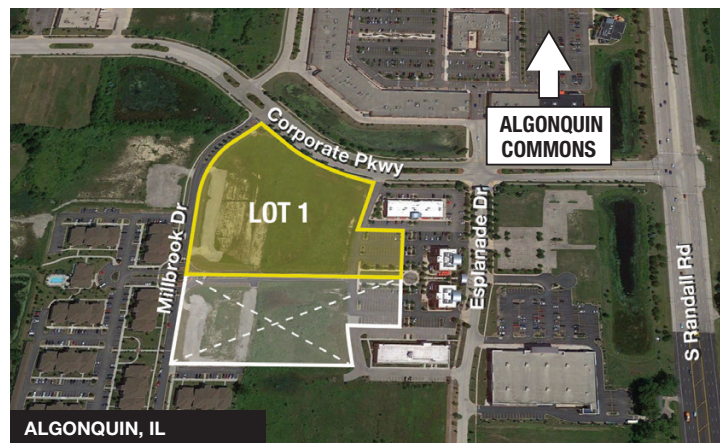 ALGONQUIN
COMMONS
Corporate Pkwy
LOT 1
Millbrook Dr
Esplanade Dr
S Randall Rd
ALGONQUIN, IL